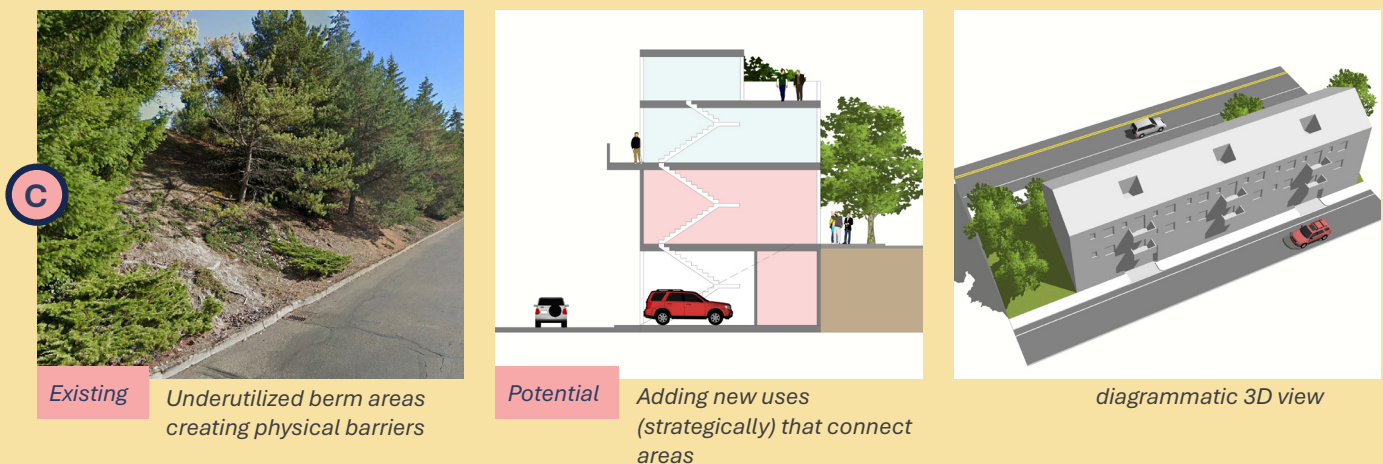 C
Existing
Underutilized berm areas
creating physical barriers
Potential
Adding new uses
(strategically) that connect
areas
diagrammatic 3D view